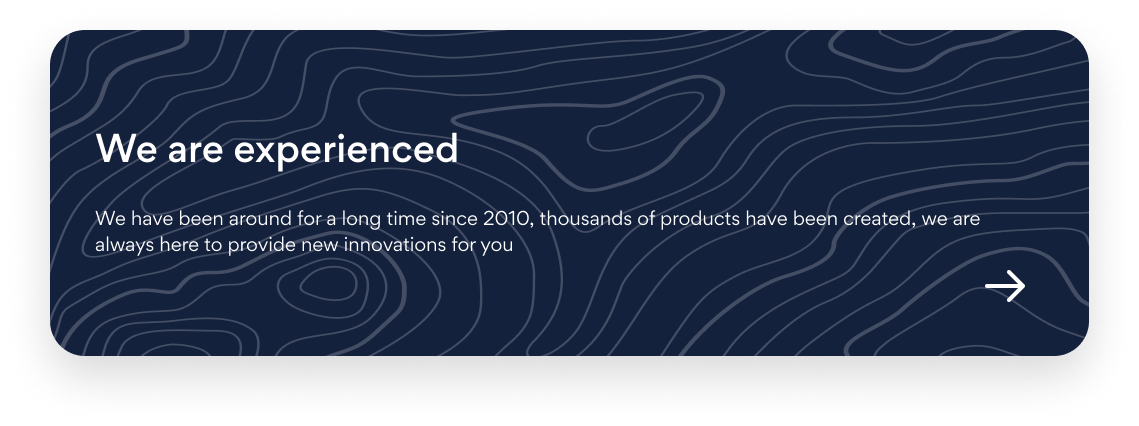 We are experienced
We have been around for a long time since 2010, thousands of products have been created, we are
always here to provide new innovations for you